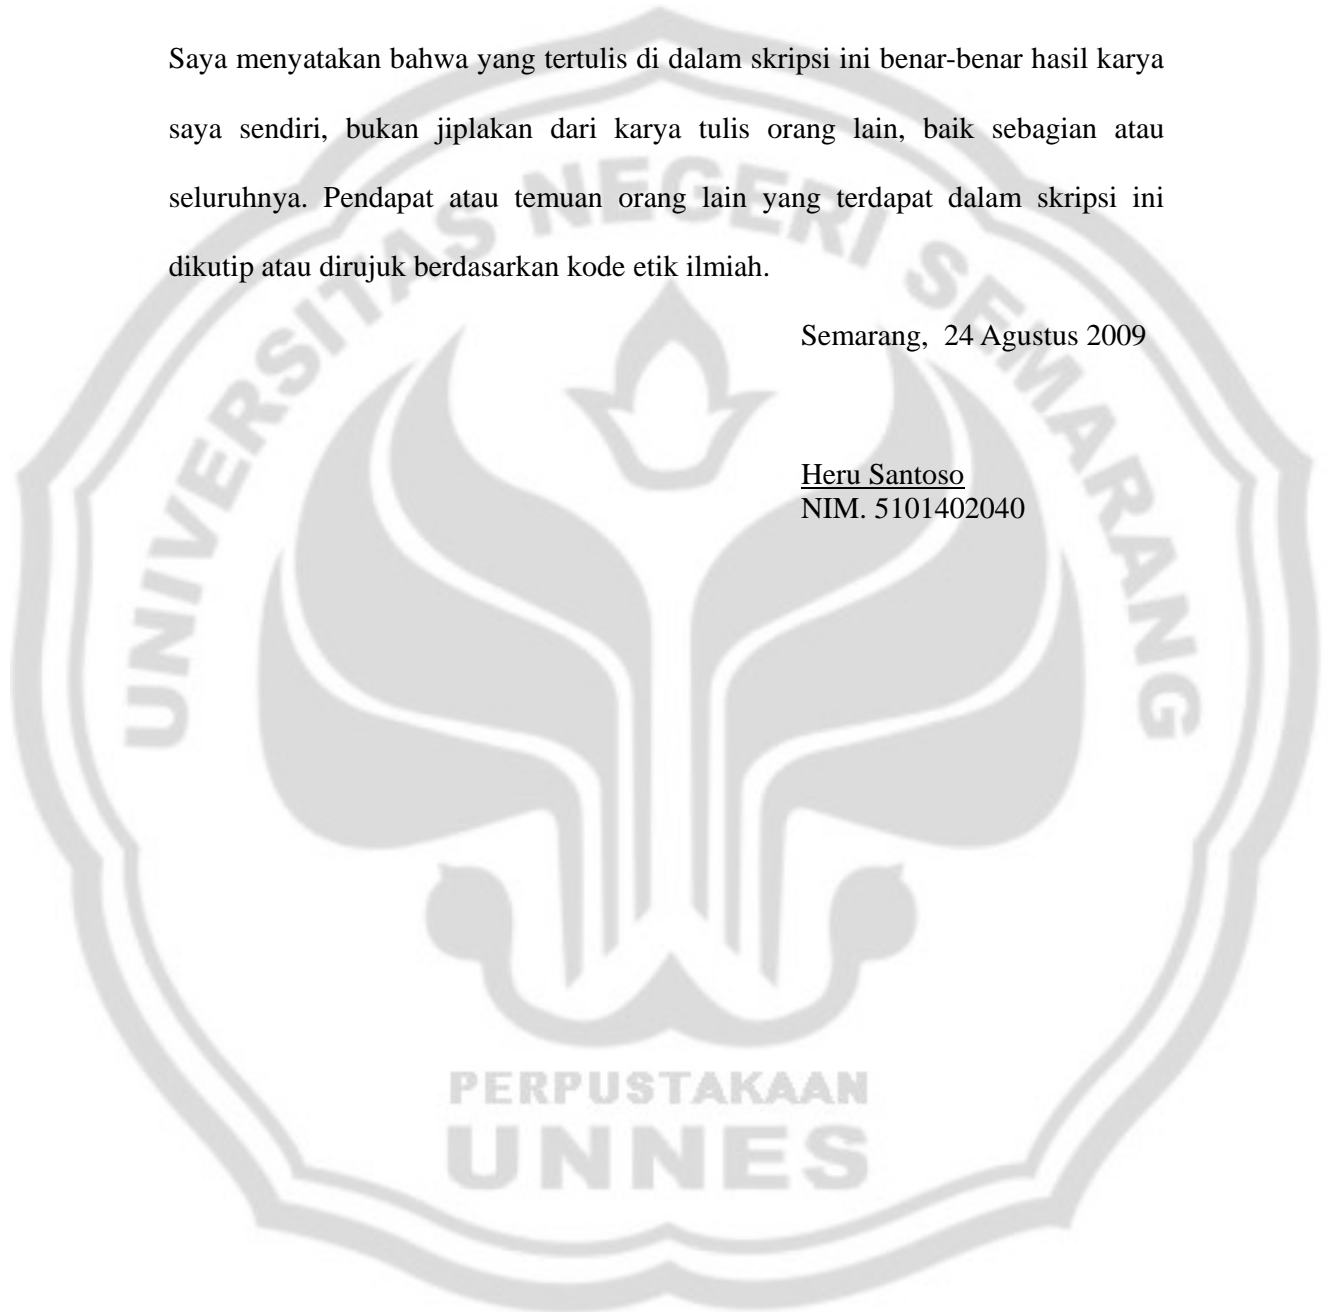 Saya menyatakan bahwa yang tertulis di dalam skripsi ini benar-benar hasil karya
saya sendiri, bukan jiplakan dari karya tulis orang lain, baik sebagian atau
seluruhnya. Pendapat atau temuan orang lain yang terdapat dalam skripsi ini
dikutip atau dirujuk berdasarkan kode etik ilmiah.
Semarang, 24 Agustus 2009
Heru Santoso
NIM. 5101402040
UNIVERSITAS NEGERI SEMARANG
PERPUSTAKAAN
UNNES